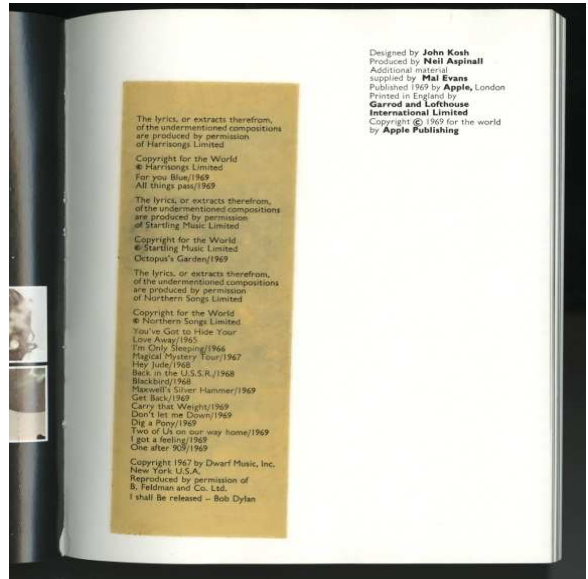 Designed by John Kosh
Produced by Neil Aspinall
Additional material
supplied by Mal Evans
Published 1969 by Apple, London
Printed in England by
Garrod and Lofthouse
International Limited
Copyright © 1969 for the world
by Apple Publishing
The lyrics, or extracts therefrom,
of the undermentioned compositions
are produced by permission
of Harrisongs Limited
Copyright for the World
© Harrisongs Limited
For you Blue/1969
All things pass/1969
The lyrics, or extracts therefrom,
of the undermentioned compositions
are produced by permission
of Startling Music Limited
Copyright for the World
© Startling Music Limited
Octopus's Garden/1969
The lyrics, or extracts therefrom,
of the undermentioned compositions
are produced by permission
of Northern Songs Limited
Copyright for the World
© Northern Songs Limited
You've Got to Hide Your
Love Away/1965
I'm Only Sleeping/1966
Magical Mystery Tour/1967
Hey Jude/1968
Back in the U.S.S.R./1968
Blackbird/1968
Maxwell's Silver Hammer/1969
Get Back/1969
Carry that Weight/1969
Don't let me Down/1969
Dig a Pony/1969
Two of Us on our way home/1969
I got a feeling/1969
One after 909/1969
Copyright 1967 by Dwarf Music, Inc.
New York U.S.A.
Reproduced by permission of
B. Feldman and Co. Ltd.
I shall Be released – Bob Dylan